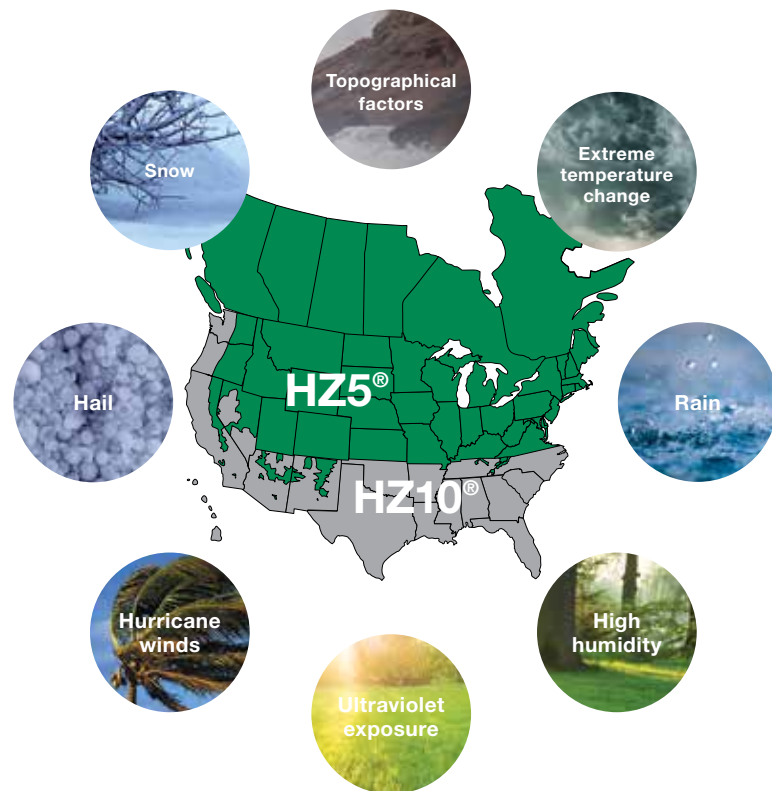 Topographical
factors
Snow
Extreme
temperature
change
HZ5®
Hail
Rain
HZ10®
Hurricane
winds
High
humidity
Ultraviolet
exposure